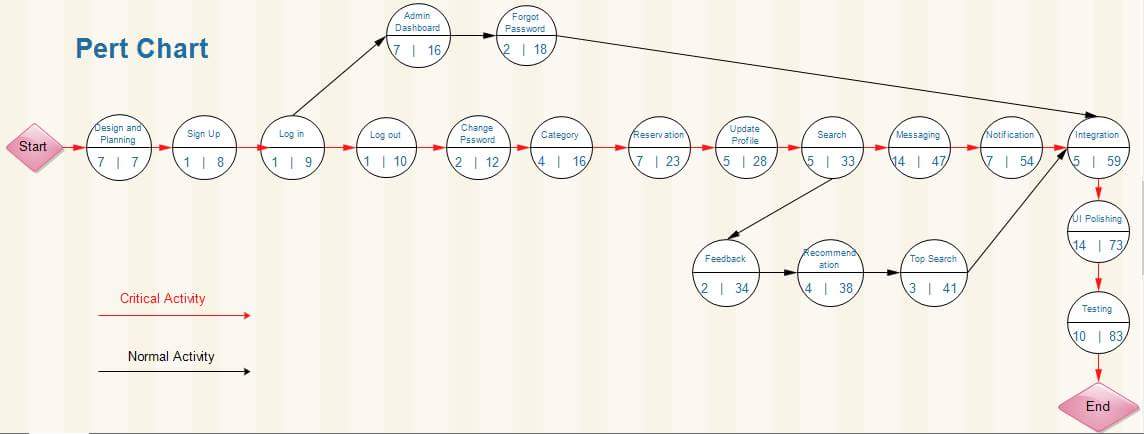 Pert Chart
Admin
Dashboard
7 | 16
Forgot
Password
2 | 18
Start
Design and
Planning
7 | 7
Sign Up
1 | 8
Log in
1 | 9
Log out
1 | 10
Change
Pssword
2 | 12
Category
4 | 16
Reservation
7 | 23
Update
Profile
5 | 28
Search
5 | 33
Messaging
14 | 47
Notification
7 | 54
Integration
5 | 59
UI Polishing
14 | 73
Feedback
2 | 34
Recommend
ation
4 | 38
Top Search
3 | 41
Critical Activity
Normal Activity
Testing
10 | 83
End